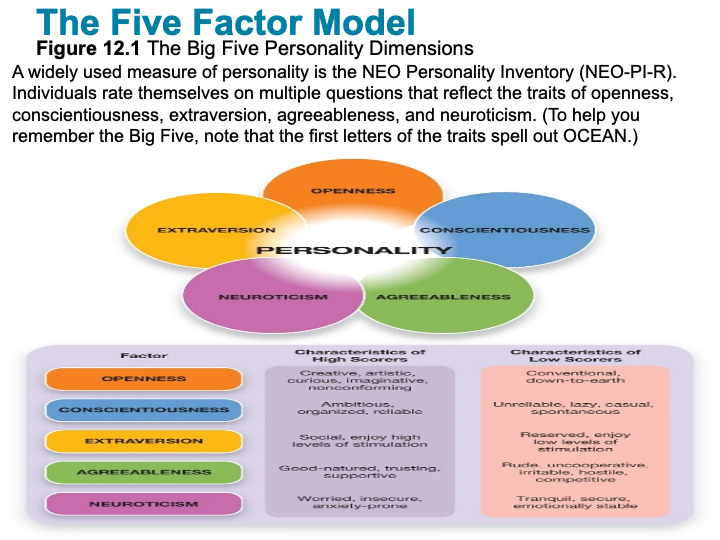 The Five Factor Model
Figure 12.1 The Big Five Personality Dimensions
A widely used measure of personality is the NEO Personality Inventory (NEO-PI-R).
Individuals rate themselves on multiple questions that reflect the traits of openness,
conscientiousness, extraversion, agreeableness, and neuroticism. (To help you
remember the Big Five, note that the first letters of the traits spell out OCEAN.)
OPENNESS
EXTRAVERSION
CONSCIENTIOUSNESS
PERSONALITY
NEUROTICISM
AGREEABLENESS
Factor
Characteristics of
High Scorers
Characteristics of
Low Scorers
OPENNESS
Creative, artistic,
curious, imaginative,
nonconforming
Conventional,
down-to-earth
CONSCIENTIOUSNESS
Ambitious,
organized, reliable
Unreliable, lazy, casual,
spontaneous
EXTRAVERSION
Social, enjoy high
levels of stimulation
Reserved, enjoy
low levels of
stimulation
AGREEABLENESS
Good-natured, trusting,
supportive
Rude, uncooperative,
irritable, hostile,
competitive
NEUROTICISM
Worried, insecure,
anxiety-prone
Tranquil, secure,
emotionally stable